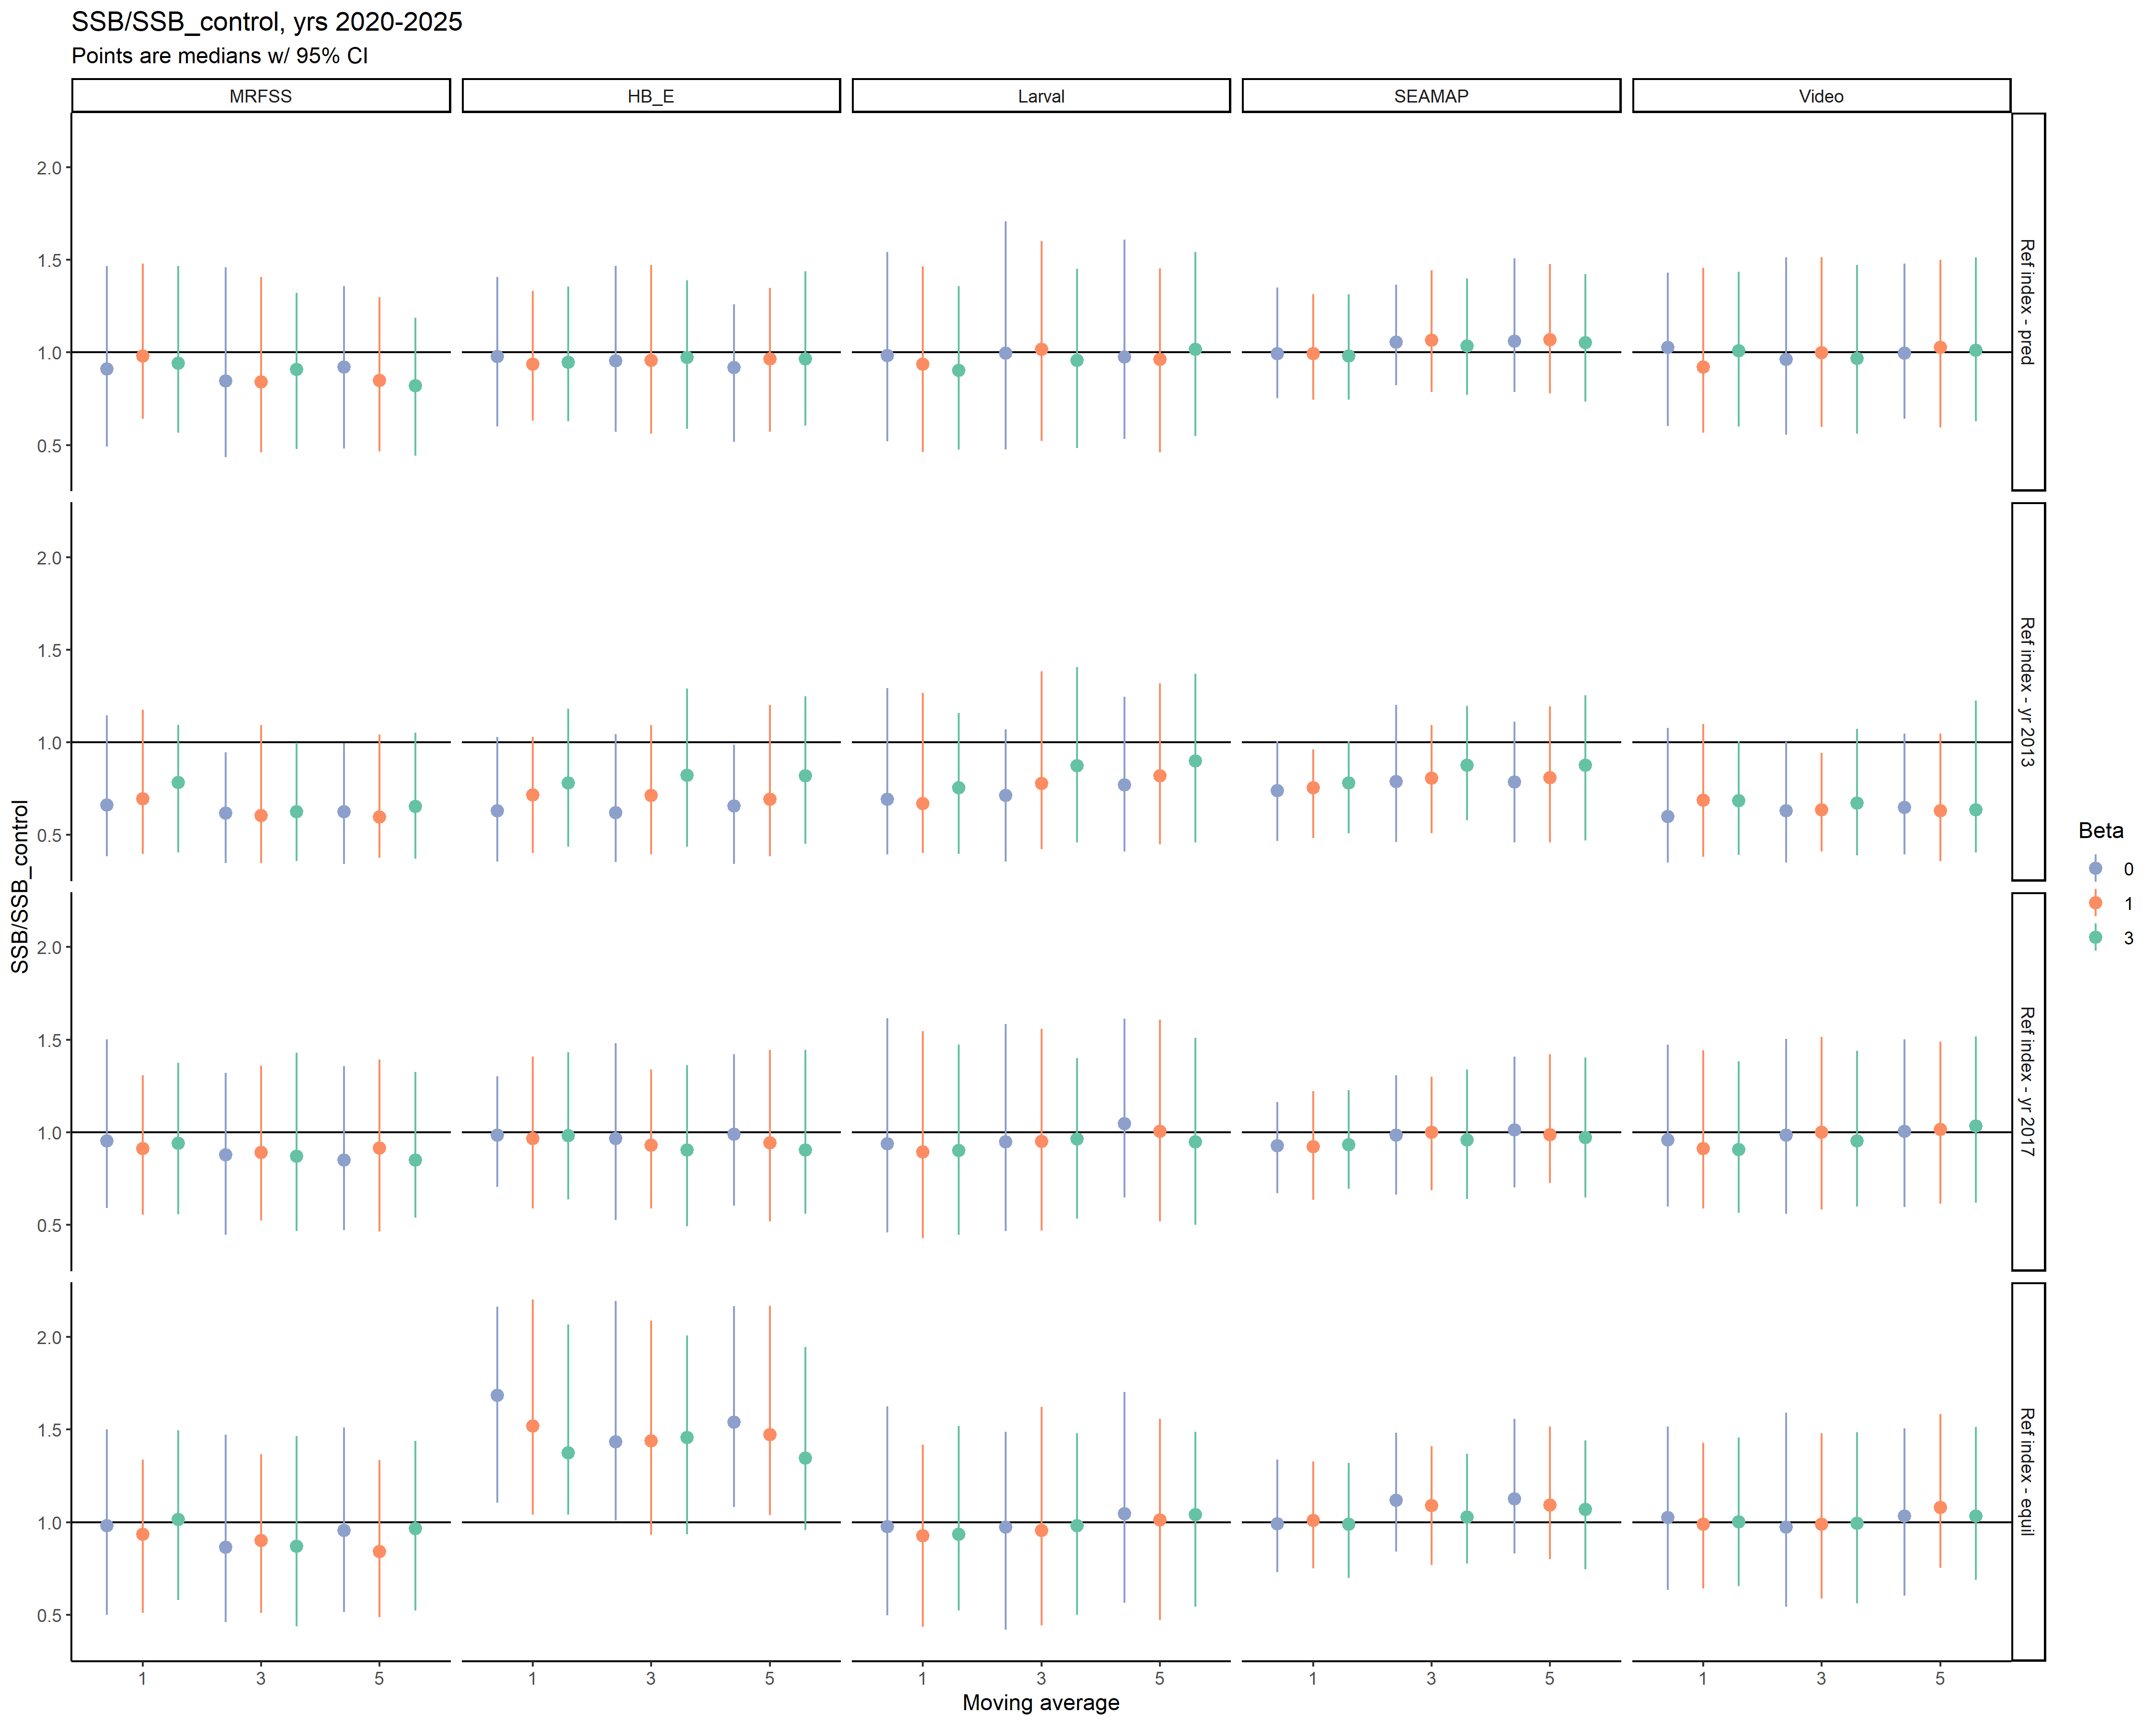 SSB/SSB_control, yrs 2020-2025
Points are medians w/ 95% CI
MRFSS HB_E Larval SEAMAP Video
2.0
1.5
1.0
0.5
Ref index - pred
2.0
1.5
1.0
0.5
Ref index - yr 2013
2.0
1.5
1.0
0.5
Ref index - yr 2017
2.0
1.5
1.0
0.5
Ref index - equil
SSB/SSB_control
1 3 5 1 3 5 1 3 5 1 3 5 1 3 5
Moving average
Beta
0
1
3